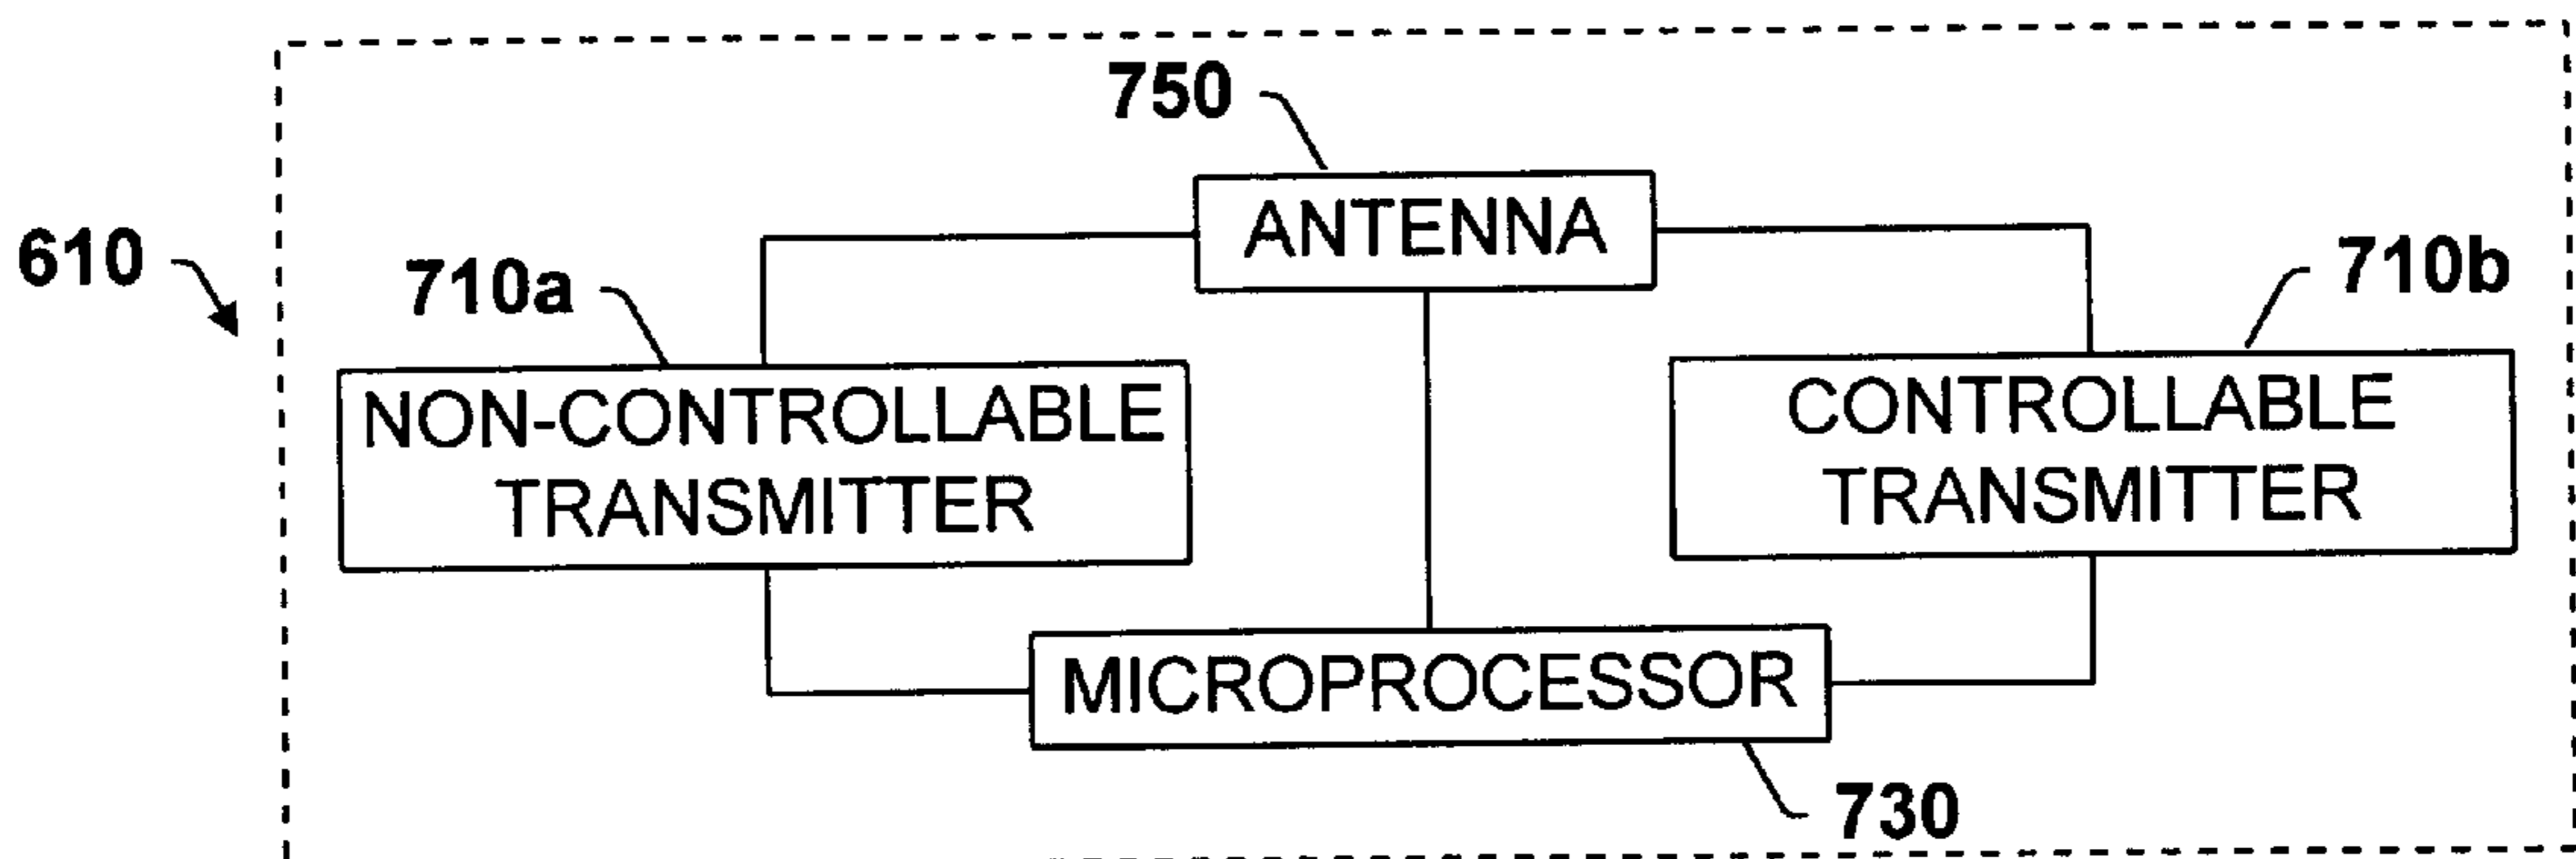 750
ANTENNA
610
710a
710b
NON-CONTROLLABLE
TRANSMITTER
CONTROLLABLE
TRANSMITTER
MICROPROCESSOR
730